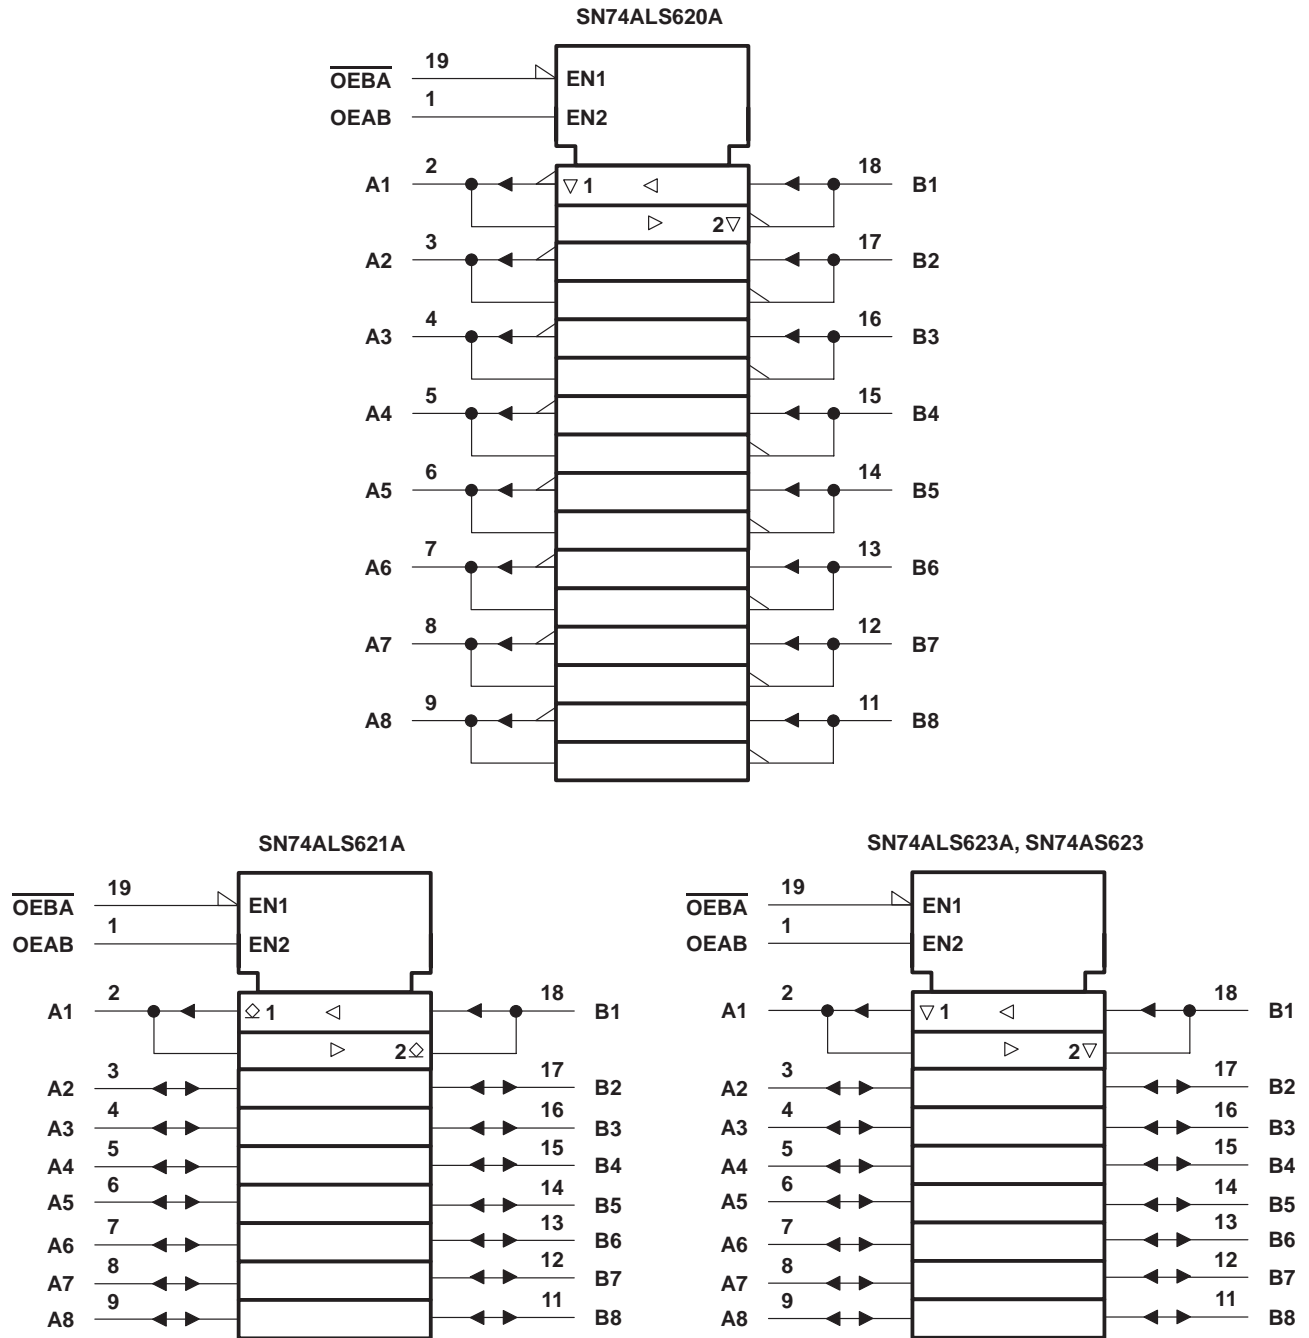 SN74ALS620A
OEBA 19 EN1
OEAB 1 EN2
A1 2 1 18 B1
2
A2 3 17 B2
A3 4 16 B3
A4 5 15 B4
A5 6 14 B5
A6 7 13 B6
A7 8 12 B7
A8 9 11 B8
SN74ALS621A
OEBA 19 EN1
OEAB 1 EN2
A1 2 1 18 B1
2
A2 3 17 B2
A3 4 16 B3
A4 5 15 B4
A5 6 14 B5
A6 7 13 B6
A7 8 12 B7
A8 9 11 B8
SN74ALS623A, SN74AS623
OEBA 19 EN1
OEAB 1 EN2
A1 2 1 18 B1
2
A2 3 17 B2
A3 4 16 B3
A4 5 15 B4
A5 6 14 B5
A6 7 13 B6
A7 8 12 B7
A8 9 11 B8